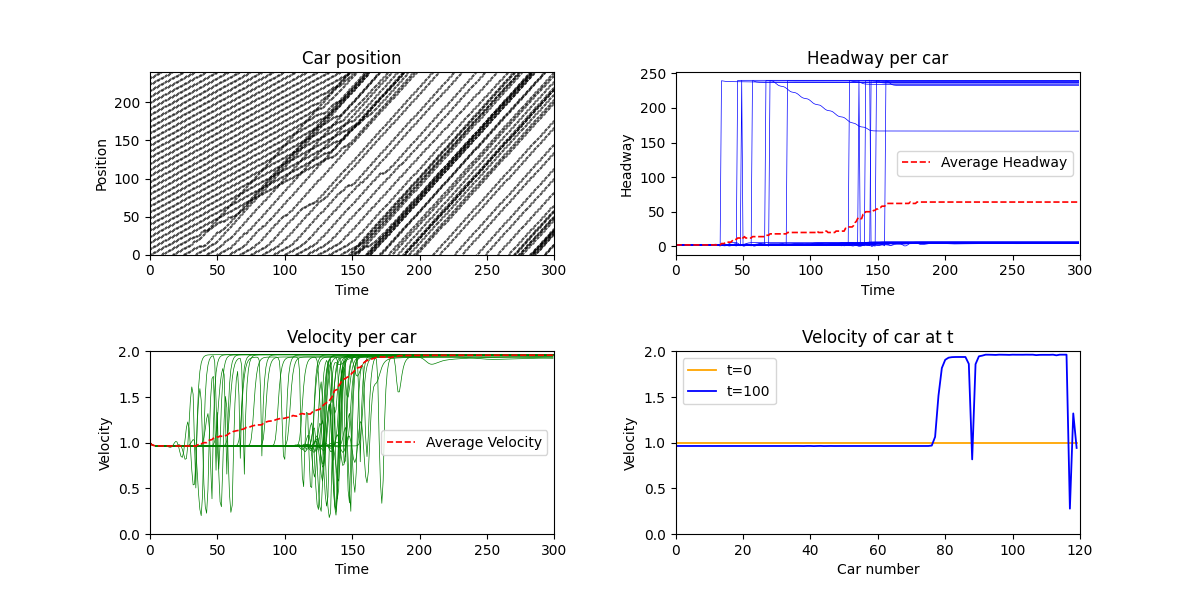 Car position
Position
200
150
100
50
0
0 50 100 150 200 250 300
Time
Headway per car
Headway
250
200
150
100
50
0
Average Headway
0 50 100 150 200 250 300
Time
Velocity per car
Velocity
2.0
1.5
1.0
0.5
0.0
Average Velocity
0 50 100 150 200 250 300
Time
Velocity of car at t
Velocity
2.0
1.5
1.0
0.5
0.0
t=0
t=100
0 20 40 60 80 100 120
Car number